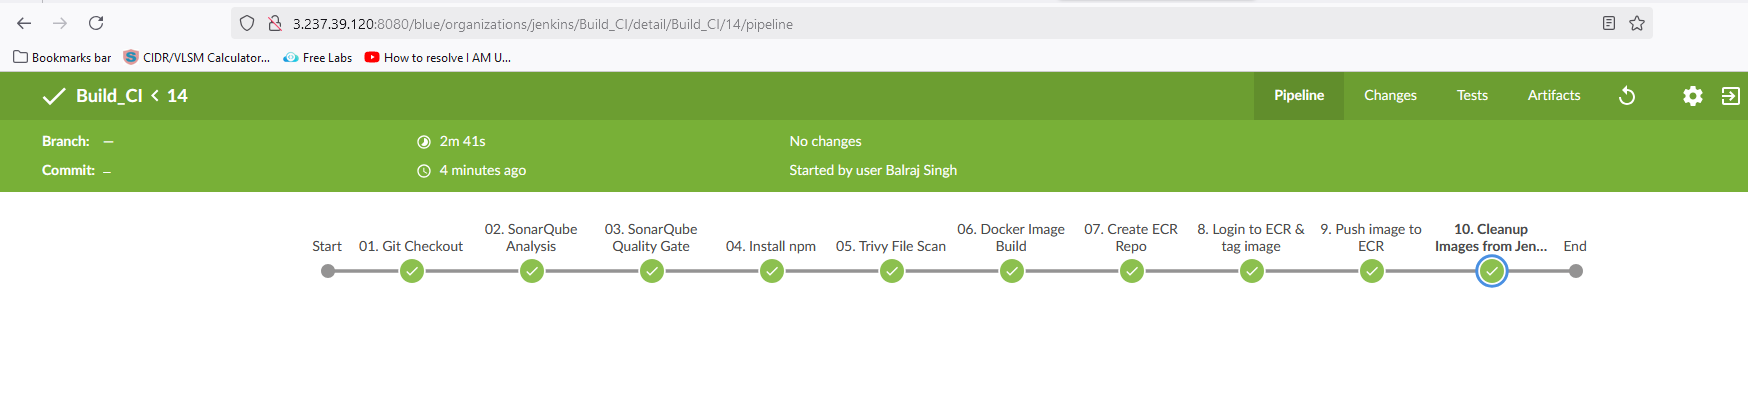 3.237.39.120:8080/blue/organizations/jenkins/Build_CI/detail/Build_CI/14/pipeline
Bookmarks bar CIDR/VLSM Calculator... Free Labs How to resolve I AM U...
Build_CI < 14 Pipeline Changes Tests Artifacts
Branch: — 2m 41s No changes
Commit: – 4 minutes ago Started by user Balraj Singh
Start
01. Git Checkout
02. SonarQube
Analysis
03. SonarQube
Quality Gate
04. Install npm
05. Trivy File Scan
06. Docker Image
Build
07. Create ECR
Repo
8. Login to ECR &
tag image
9. Push image to
ECR
10. Cleanup
Images from Jen...
End